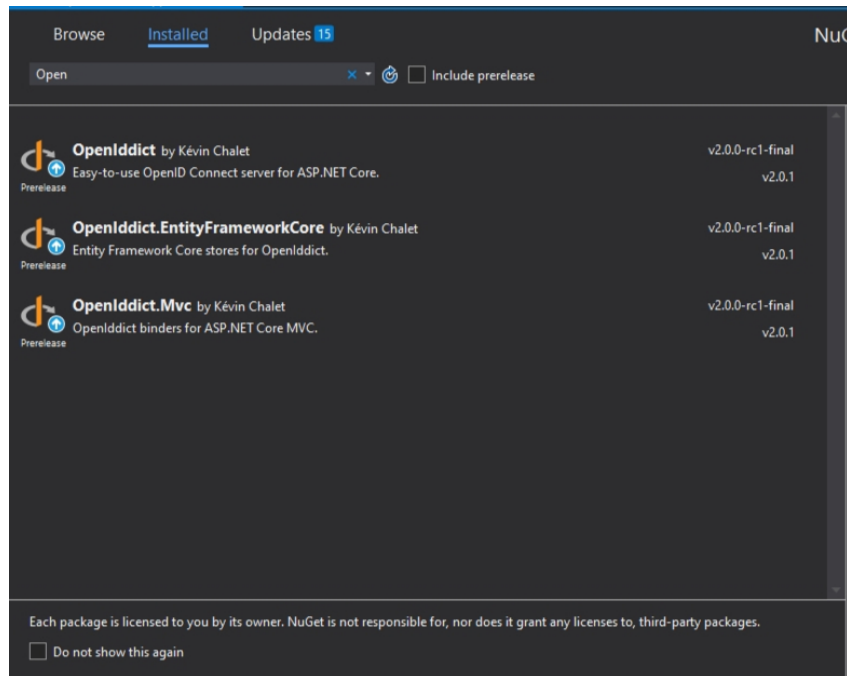 Browse Installed Updates 15 NuG
Open Include prerelease
OpenIddict by Kévin Chalet v2.0.0-rc1-final
Easy-to-use OpenID Connect server for ASP.NET Core. v2.0.1
Prerelease
OpenIddict.EntityFrameworkCore by Kévin Chalet v2.0.0-rc1-final
Entity Framework Core stores for OpenIddict. v2.0.1
Prerelease
OpenIddict.Mvc by Kévin Chalet v2.0.0-rc1-final
OpenIddict binders for ASP.NET Core MVC. v2.0.1
Prerelease
Each package is licensed to you by its owner. NuGet is not responsible for, nor does it grant any licenses to, third-party packages.
Do not show this again